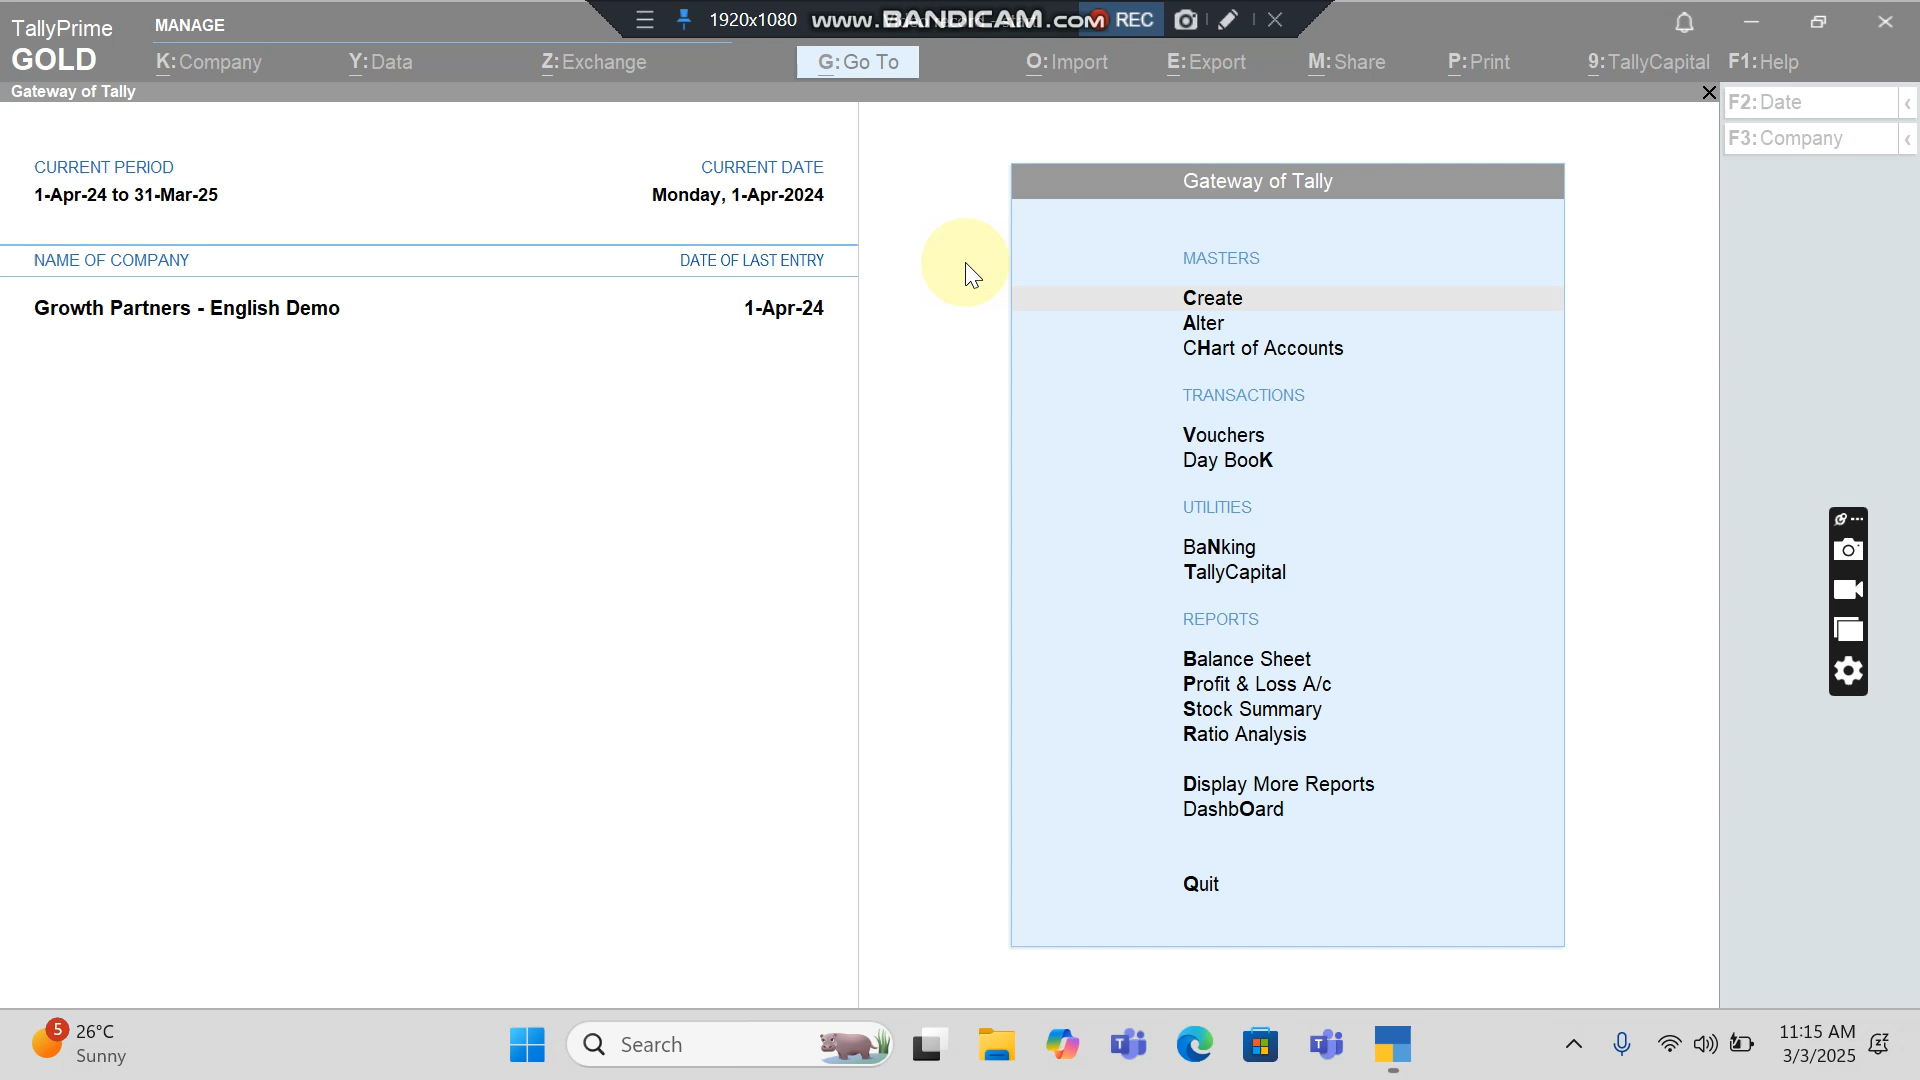 TallyPrime
GOLD
MANAGE
1920x1080
www.BANDICAM.com
REC
K:Company
Y:Data
Z:Exchange
G:Go To
O:Import
E:Export
M:Share
P:Print
9:TallyCapital
F1:Help
Gateway of Tally
F2:Date
F3:Company
CURRENT PERIOD
CURRENT DATE
1-Apr-24 to 31-Mar-25
Monday, 1-Apr-2024
NAME OF COMPANY
DATE OF LAST ENTRY
Growth Partners - English Demo
1-Apr-24
Gateway of Tally
MASTERS
Create
Alter
CHart of Accounts
TRANSACTIONS
Vouchers
Day BooK
UTILITIES
BaNking
TallyCapital
REPORTS
Balance Sheet
Profit & Loss A/c
Stock Summary
Ratio Analysis
Display More Reports
DashbOard
Quit
5
26°C
Sunny
Search
11:15 AM
3/3/2025